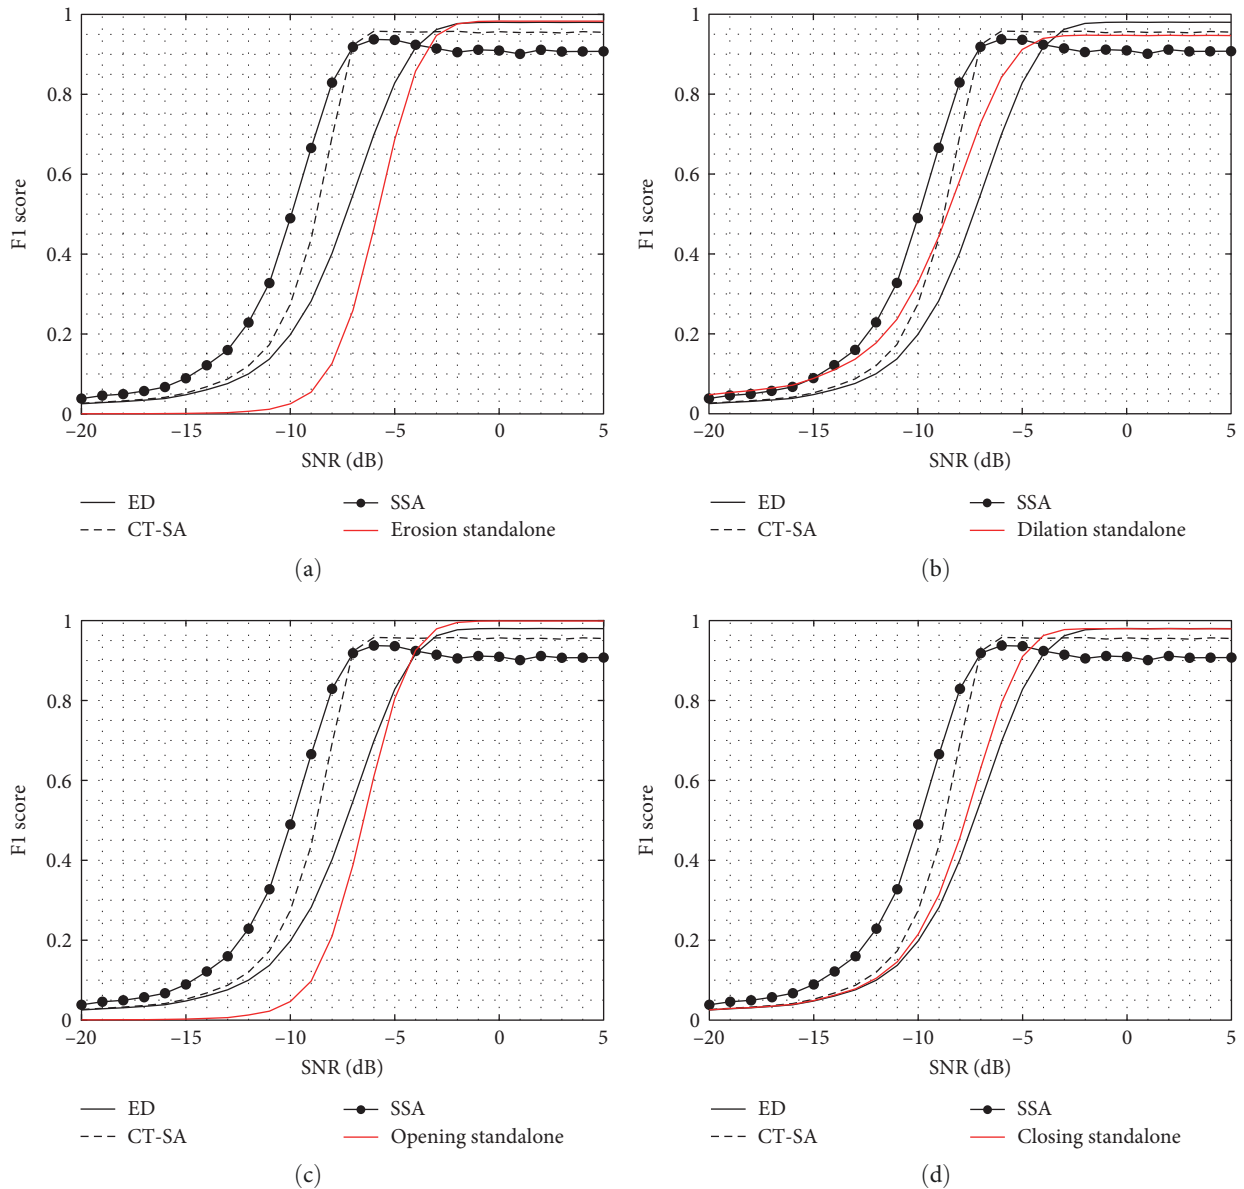 1
0.8
0.6
0.4
0.2
0
F1 score
–20 –15 –10 –5 0 5
SNR (dB)
ED
CT-SA
SSA
Erosion standalone
(a)
1
0.8
0.6
0.4
0.2
0
F1 score
–20 –15 –10 –5 0 5
SNR (dB)
ED
CT-SA
SSA
Dilation standalone
(b)
1
0.8
0.6
0.4
0.2
0
F1 score
–20 –15 –10 –5 0 5
SNR (dB)
ED
CT-SA
SSA
Opening standalone
(c)
1
0.8
0.6
0.4
0.2
0
F1 score
–20 –15 –10 –5 0 5
SNR (dB)
ED
CT-SA
SSA
Closing standalone
(d)